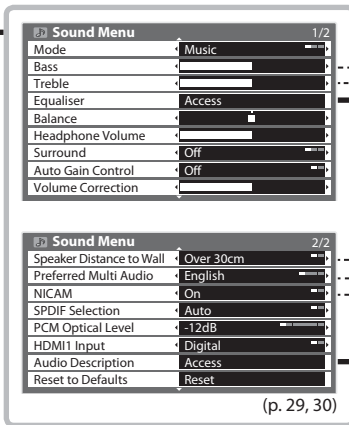 Sound Menu 1/2
Mode Music
Bass
Treble
Equaliser Access
Balance
Headphone Volume
Surround Off
Auto Gain Control Off
Volume Correction
Sound Menu 2/2
Speaker Distance to Wall Over 30cm
Preferred Multi Audio English
NICAM On
SPDIF Selection Auto
PCM Optical Level -12dB
HDMI1 Input Digital
Audio Description Access
Reset to Defaults Reset
(p. 29, 30)